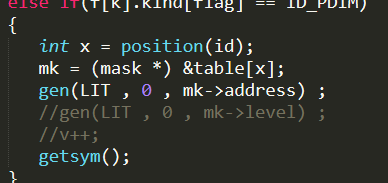 else if(f[k].kind[flag] == ID_PDIM)
{
int x = position(id);
mk = (mask *) &table[x];
gen(LIT , 0 , mk->address) ;
//gen(LIT , 0 , mk->level) ;
//v++;
getsym();
}